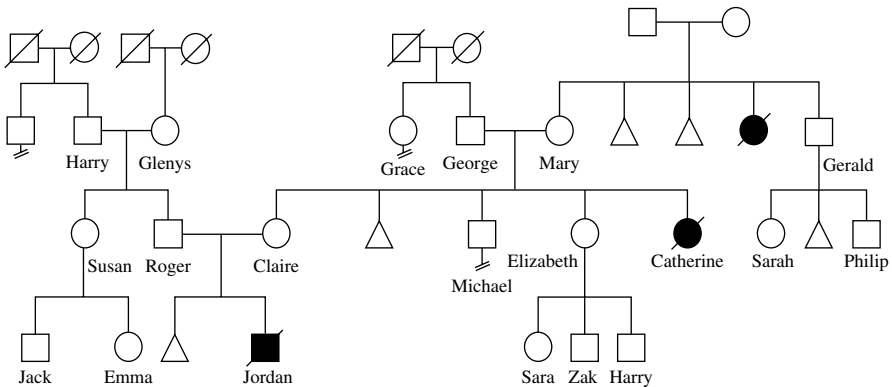 Harry
Glenys
Grace
George
Mary
Gerald
Susan
Roger
Claire
Michael
Elizabeth
Catherine
Sarah
Philip
Jack
Emma
Jordan
Sara
Zak
Harry